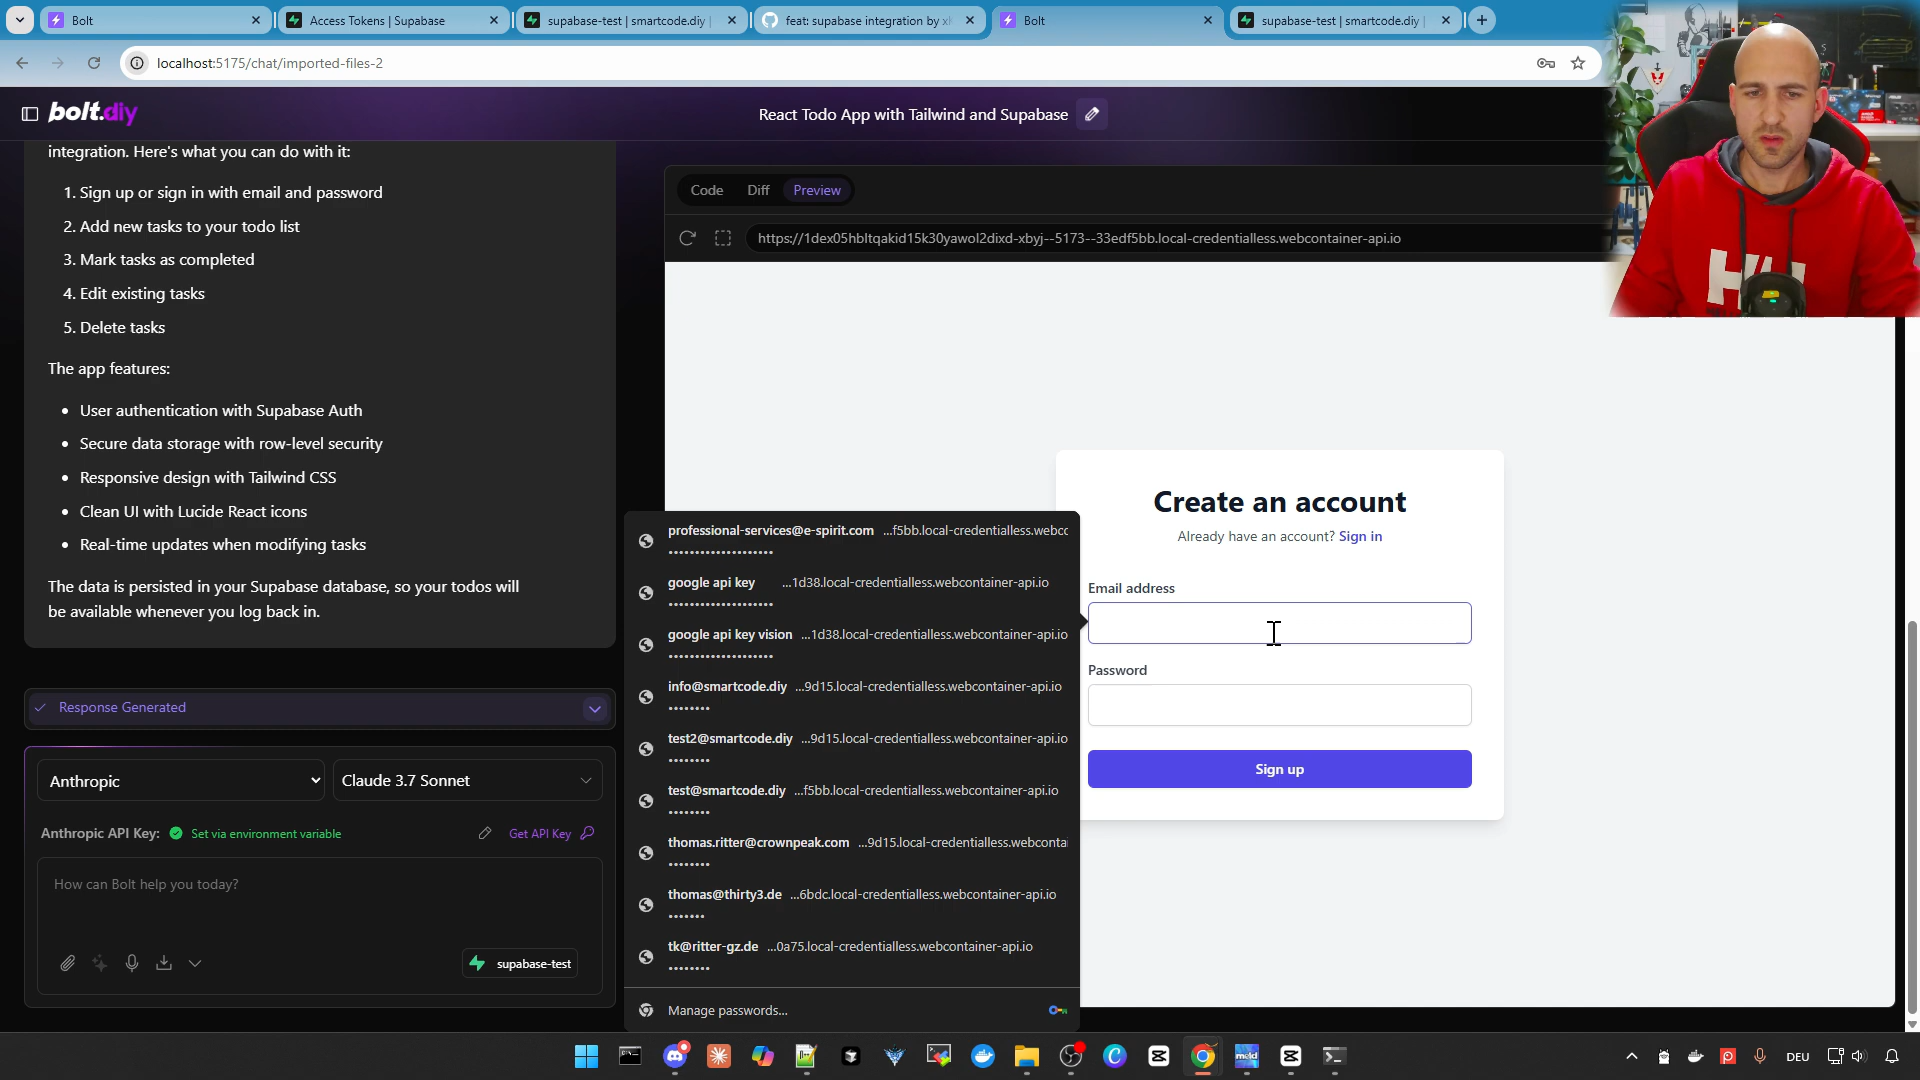 Bolt
Access Tokens | Supabase
supabase-test | smartcode.diy |
feat: supabase integration by xl
Bolt
supabase-test | smartcode.diy |
localhost:5175/chat/imported-files-2
bolt.diy
React Todo App with Tailwind and Supabase
integration. Here's what you can do with it:
1. Sign up or sign in with email and password
2. Add new tasks to your todo list
3. Mark tasks as completed
4. Edit existing tasks
5. Delete tasks
The app features:
• User authentication with Supabase Auth
• Secure data storage with row-level security
• Responsive design with Tailwind CSS
• Clean UI with Lucide React icons
• Real-time updates when modifying tasks
The data is persisted in your Supabase database, so your todos will
be available whenever you log back in.
Response Generated
Anthropic
Claude 3.7 Sonnet
Anthropic API Key: Set via environment variable
Get API Key
How can Bolt help you today?
supabase-test
Code Diff Preview
https://1dex05hbltqakid15k30yawol2dixd-xbyj--5173--33edf5bb.local-credentialless.webcontainer-api.io
Create an account
Already have an account? Sign in
Email address
Password
Sign up
professional-services@e-spirit.com ...f5bb.local-credentialless.webcc
••••••••••••••••••••
google api key ...1d38.local-credentialless.webcontainer-api.io
••••••••••••••••••••
google api key vision ...1d38.local-credentialless.webcontainer-api.io
••••••••••••••••••••
info@smartcode.diy ...9d15.local-credentialless.webcontainer-api.io
••••••••
test2@smartcode.diy ...9d15.local-credentialless.webcontainer-api.io
••••••••
test@smartcode.diy ...f5bb.local-credentialless.webcontainer-api.io
••••••••
thomas.ritter@crownpeak.com ...9d15.local-credentialless.webcontai
••••••••
thomas@thirty3.de ...6bdc.local-credentialless.webcontainer-api.io
•••••••
tk@ritter-gz.de ...0a75.local-credentialless.webcontainer-api.io
••••••••
Manage passwords...
DEU